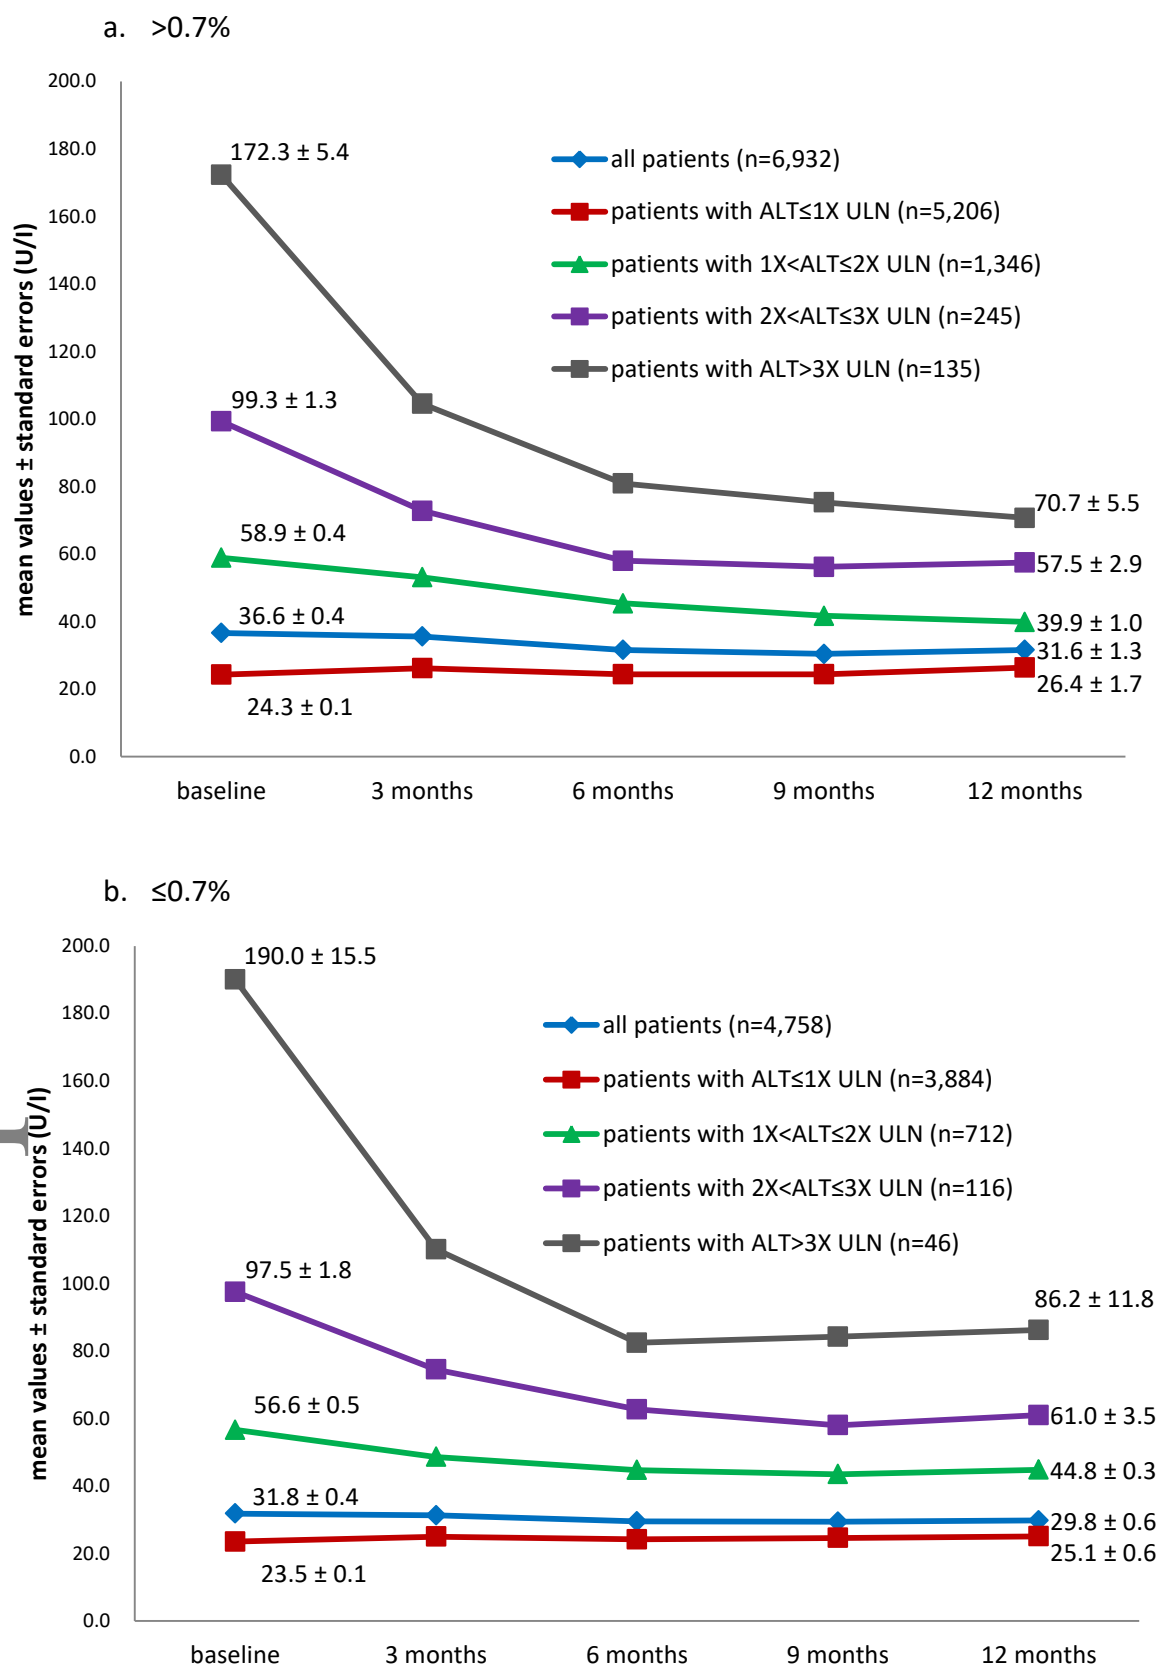 a. >0.7%
mean values ± standard errors (U/I)
200.0
180.0
160.0
140.0
120.0
100.0
80.0
60.0
40.0
20.0
0.0
172.3 ± 5.4
99.3 ± 1.3
58.9 ± 0.4
36.6 ± 0.4
24.3 ± 0.1
all patients (n=6,932)
patients with ALT≤1X ULN (n=5,206)
patients with 1X<ALT≤2X ULN (n=1,346)
patients with 2X<ALT≤3X ULN (n=245)
patients with ALT>3X ULN (n=135)
70.7 ± 5.5
57.5 ± 2.9
39.9 ± 1.0
31.6 ± 1.3
26.4 ± 1.7
baseline 3 months 6 months 9 months 12 months
b. ≤0.7%
mean values ± standard errors (U/I)
200.0
180.0
160.0
140.0
120.0
100.0
80.0
60.0
40.0
20.0
0.0
190.0 ± 15.5
97.5 ± 1.8
56.6 ± 0.5
31.8 ± 0.4
23.5 ± 0.1
all patients (n=4,758)
patients with ALT≤1X ULN (n=3,884)
patients with 1X<ALT≤2X ULN (n=712)
patients with 2X<ALT≤3X ULN (n=116)
patients with ALT>3X ULN (n=46)
86.2 ± 11.8
61.0 ± 3.5
44.8 ± 0.3
29.8 ± 0.6
25.1 ± 0.6
baseline 3 months 6 months 9 months 12 months